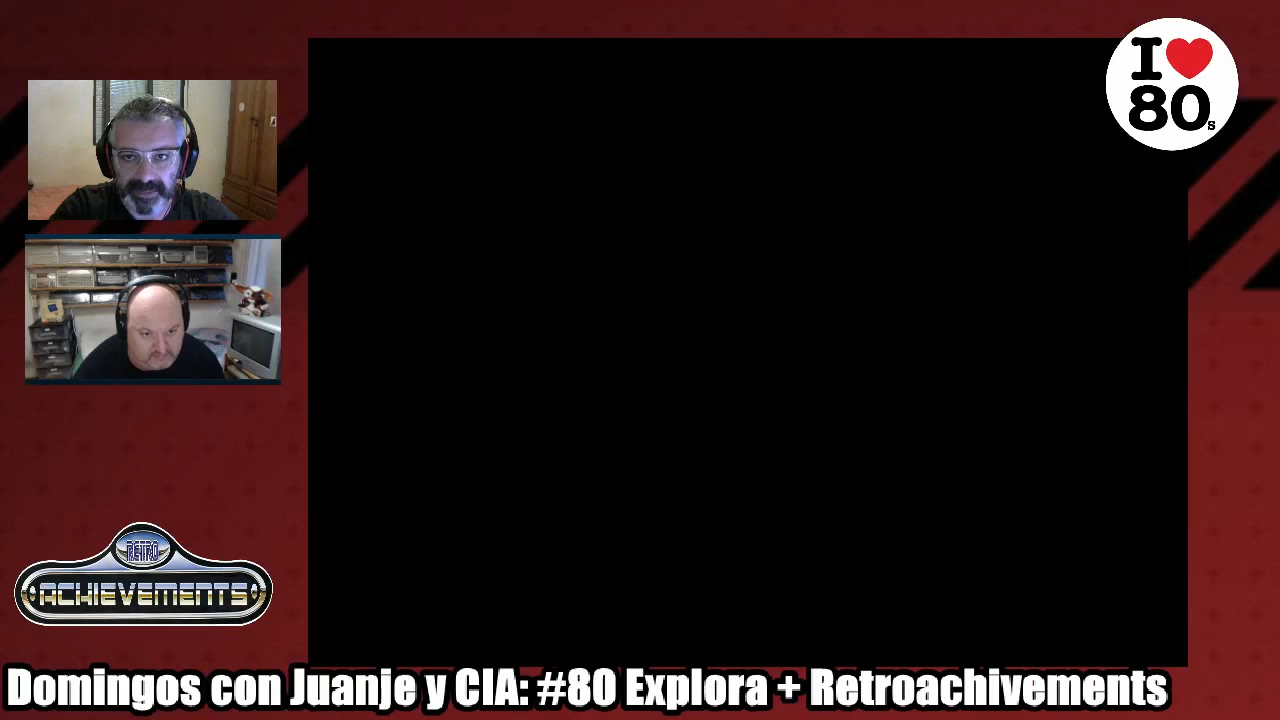 I ❤ 80s
RETRO
ACHIEVEMENTS
Domingos con Juanje y CIA: #80 Explora + Retroachivements